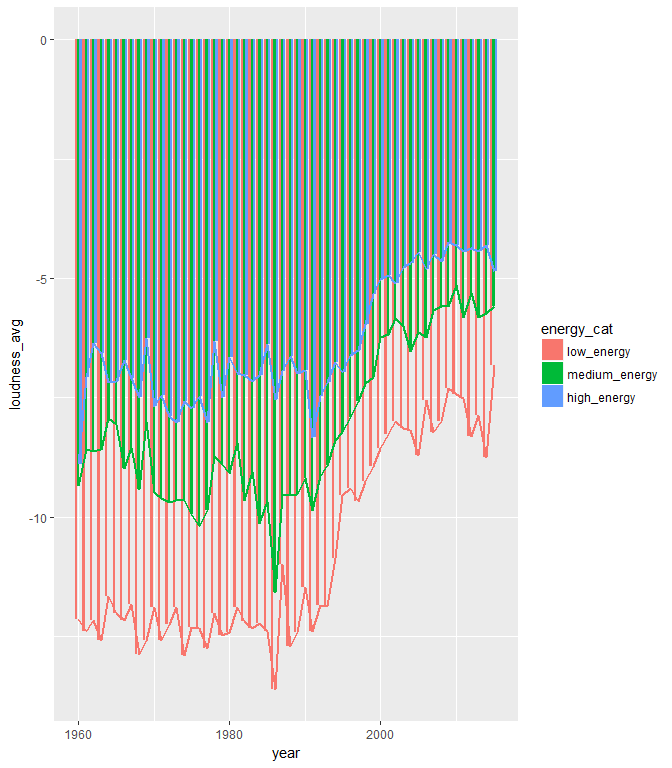 0
-5
-10
loudness_avg
1960
1980
2000
year
energy_cat
low_energy
medium_energy
high_energy